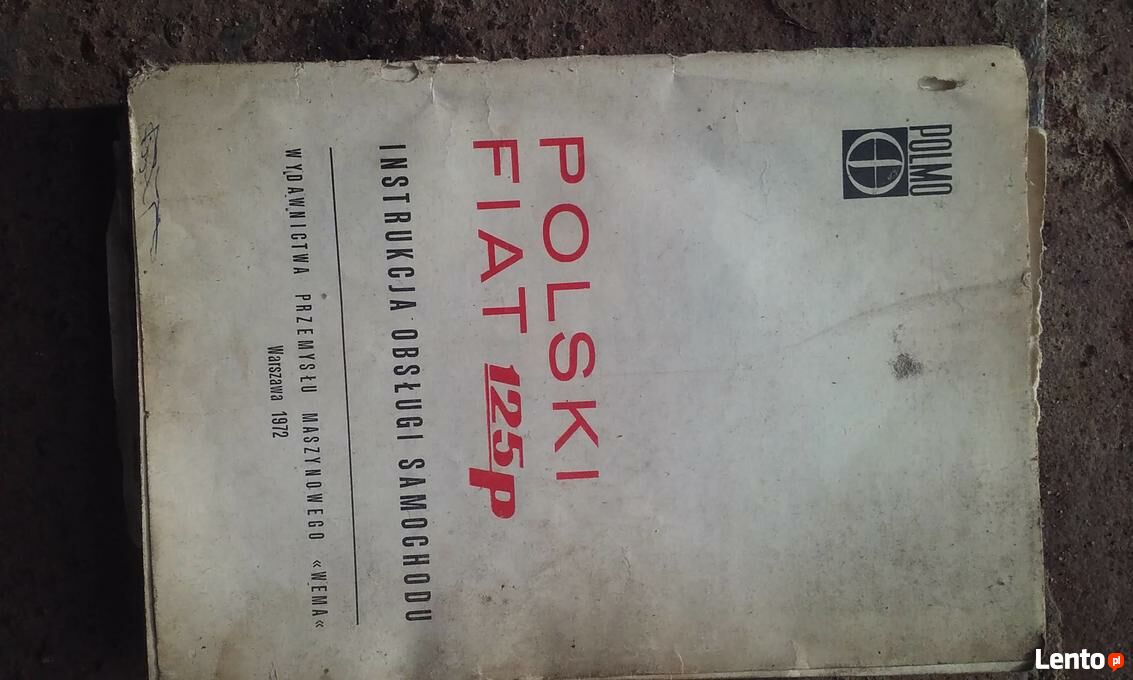 POLMO
POLSKI
FIAT 125p
INSTRUKCJA OBSŁUGI SAMOCHODU
WYDAWNICTWA PRZEMYSŁU MASZYNOWEGO «WEMA«
Warszawa 1972
Lento pl